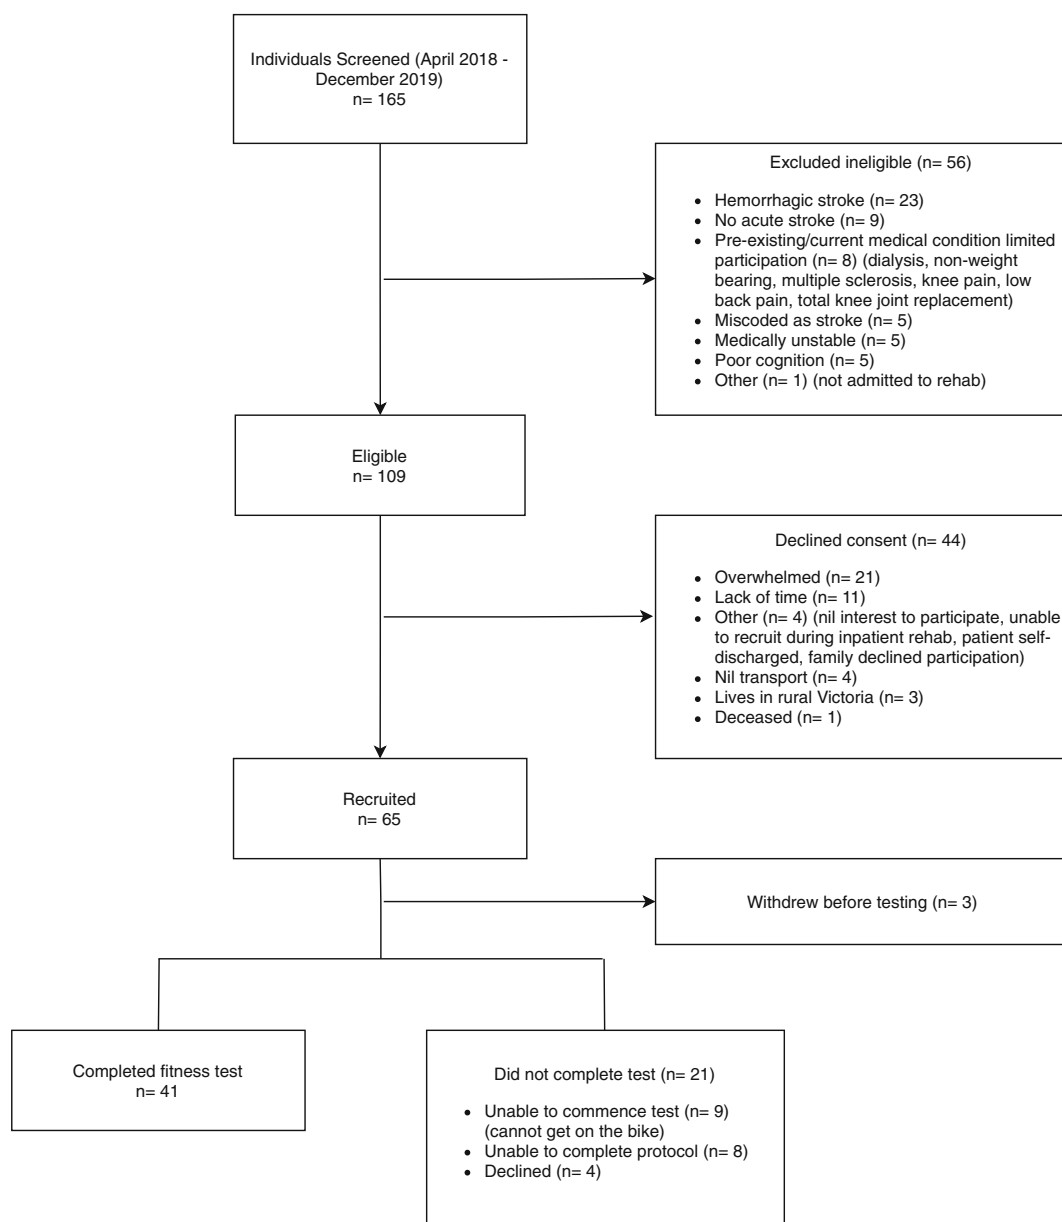 Individuals Screened (April 2018 -
December 2019)
n= 165
Excluded ineligible (n= 56)
• Hemorrhagic stroke (n= 23)
• No acute stroke (n= 9)
• Pre-existing/current medical condition limited
participation (n= 8) (dialysis, non-weight
bearing, multiple sclerosis, knee pain, low
back pain, total knee joint replacement)
• Miscoded as stroke (n= 5)
• Medically unstable (n= 5)
• Poor cognition (n= 5)
• Other (n= 1) (not admitted to rehab)
Eligible
n= 109
Declined consent (n= 44)
• Overwhelmed (n= 21)
• Lack of time (n= 11)
• Other (n= 4) (nil interest to participate, unable
to recruit during inpatient rehab, patient self-
discharged, family declined participation)
• Nil transport (n= 4)
• Lives in rural Victoria (n= 3)
• Deceased (n= 1)
Recruited
n= 65
Withdrew before testing (n= 3)
Completed fitness test
n= 41
Did not complete test (n= 21)
• Unable to commence test (n= 9)
(cannot get on the bike)
• Unable to complete protocol (n= 8)
• Declined (n= 4)